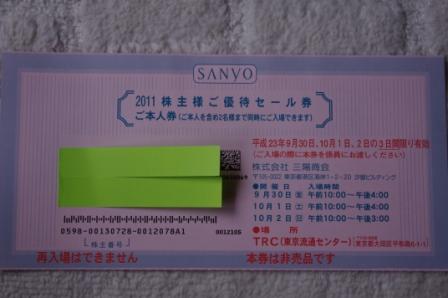 SANYO
2011 株主様ご優待セール券
ご本人券(ご本人を含め2名様まで同時にご入場できます)
平成23年9月30日、10月1日、2日の3日間限り有効
(ご入場の際に本券を係員にお渡しください)
株式会社 三陽商会
●開催日 入場時間
9月30日(金) 午前10:00〜午後4:00
10月1日(土) 午前10:00〜午後4:00
10月2日(日) 午前10:00〜午後3:00
●場所
TRC(東京流通センター)
0598-00130728-0012078A1
0012105
[株主番号]
再入場はできません
本券は非売品です